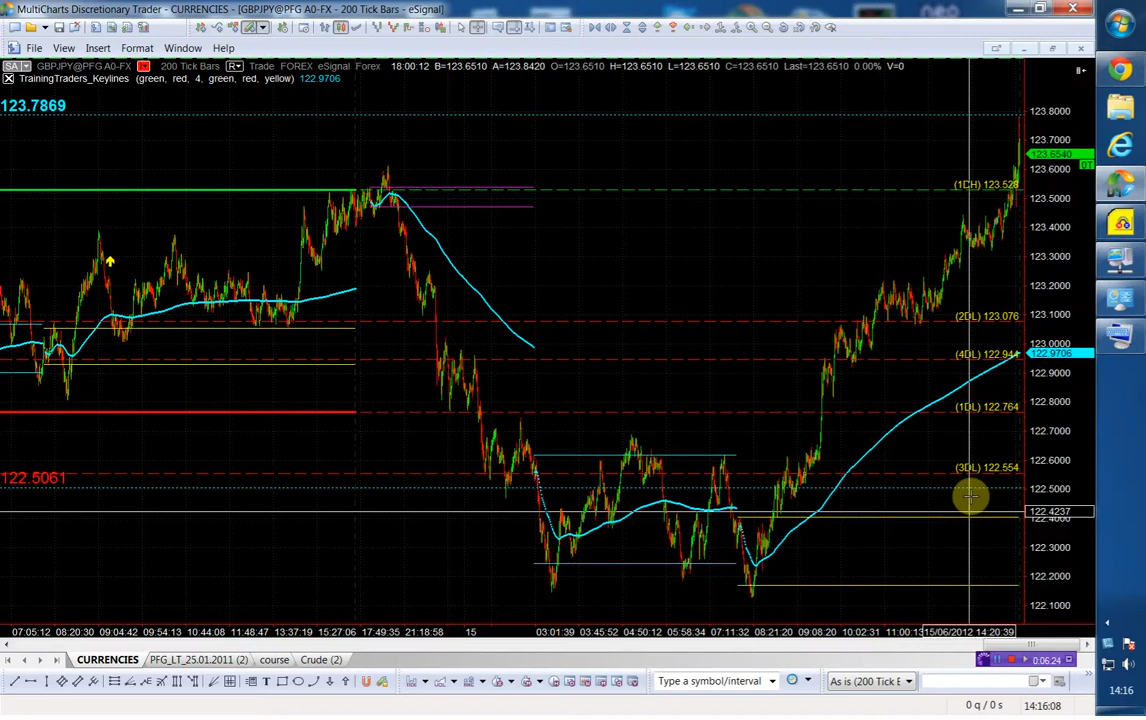 MultiCharts Discretionary Trader - CURRENCIES - [GBPJPY@PFG A0-FX - 200 Tick Bars - eSignal]
File View Insert Format Window Help
SA GBPJPY@PFG A0-FX 200 Tick Bars R Trade FOREX eSignal Forex 18:00:12 B=123.6510 A=123.8420 O=123.6510 H=123.6510 L=123.6510 C=123.6510 Last=123.6510 0.00% V=0
TrainingTraders_Keylines (green, red, 4, green, red, yellow) 122.9706
123.7869
123.8000
123.7000
123.6540
OT
123.6000
(1DH) 123.528
123.5000
123.4000
123.3000
123.2000
123.1000
(2DL) 123.076
123.0000
(4DL) 122.944
122.9706
122.9000
(1DL) 122.764
122.8000
122.7000
122.6000
(3DL) 122.554
122.5061
122.5000
122.4237
122.4000
122.3000
122.2000
122.1000
07:05:12 08:20:30 09:04:42 09:54:13 10:44:08 11:48:47 13:37:19 15:27:06 17:49:35 21:18:58 15 03:01:39 03:45:52 04:50:12 05:58:34 07:11:32 08:21:20 09:08:20 10:02:31 11:00:13 15/06/2012 14:20:39
CURRENCIES PFG_LT_25.01.2011 (2) course Crude (2)
0:06:24
Type a symbol/interval As is (200 Tick E
0 q / 0 s 14:16:08
14:16